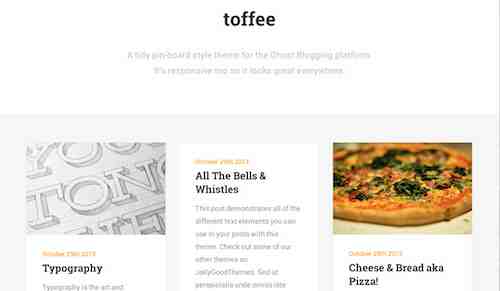 toffee
A tidy pin-board style theme for the Ghost Blogging platform.
It's responsive too so it looks great everywhere.
October 29th 2013
Typography
Typography is the art and
October 29th 2013
All The Bells &
Whistles
This post demonstrates all of the
different text elements you can
use in your posts with this
theme. Check out some of our
other themes on
JollyGoodThemes. Sed ut
perspiciatis unde omnis iste
October 29th 2013
Cheese & Bread aka
Pizza!